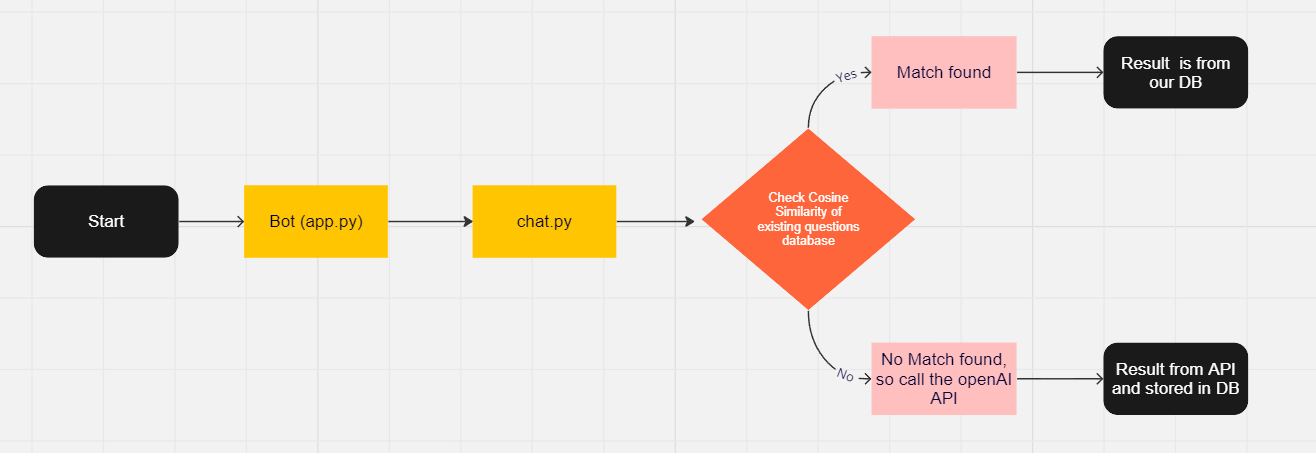 Start
Bot (app.py)
chat.py
Check Cosine
Similarity of
existing questions
database
Yes
Match found
Result is from
our DB
No
No Match found,
so call the openAI
API
Result from API
and stored in DB